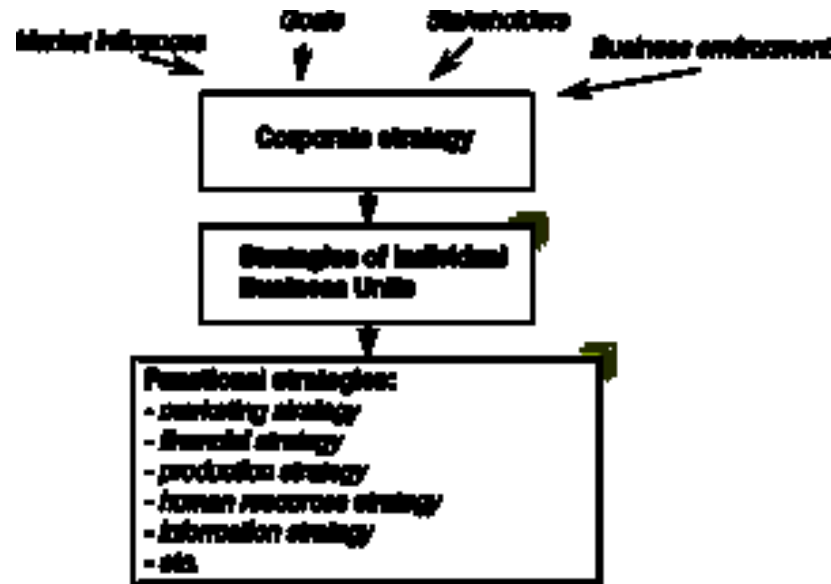 Goals
Stakeholders
Market influences
Business environment
Corporate strategy
Strategies of Individual
Business Units
Functional strategies:
- marketing strategy
- financial strategy
- production strategy
- human resources strategy
- information strategy
- etc.